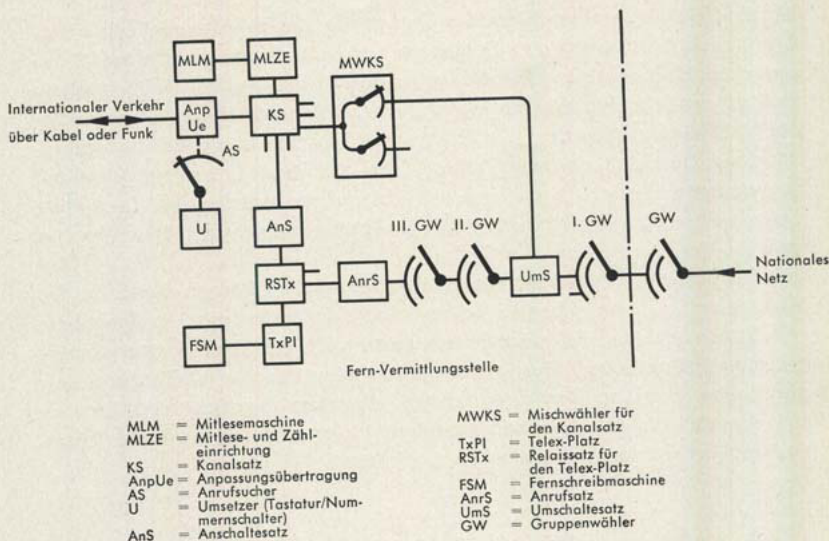 MLM
MLZE
MWKS
Internationaler Verkehr
über Kabel oder Funk
Anp
Ue
KS
AS
U
AnS
III. GW
II. GW
I. GW
GW
Nationales
Netz
RSTx
AnrS
UmS
FSM
TxPl
Fern-Vermittlungsstelle
MLM = Mitlesemaschine
MLZE = Mitlese- und Zähl-
einrichtung
KS = Kanalsatz
AnpUe = Anpassungsübertragung
AS = Anrufsucher
U = Umsetzer (Tastatur/Num-
mernschalter)
AnS = Anschaltesatz
MWKS = Mischwähler für
den Kanalsatz
TxPl = Telex-Platz
RSTx = Relaissatz für
den Telex-Platz
FSM = Fernschreibmaschine
AnrS = Anrufsatz
UmS = Umschaltesatz
GW = Gruppenwähler